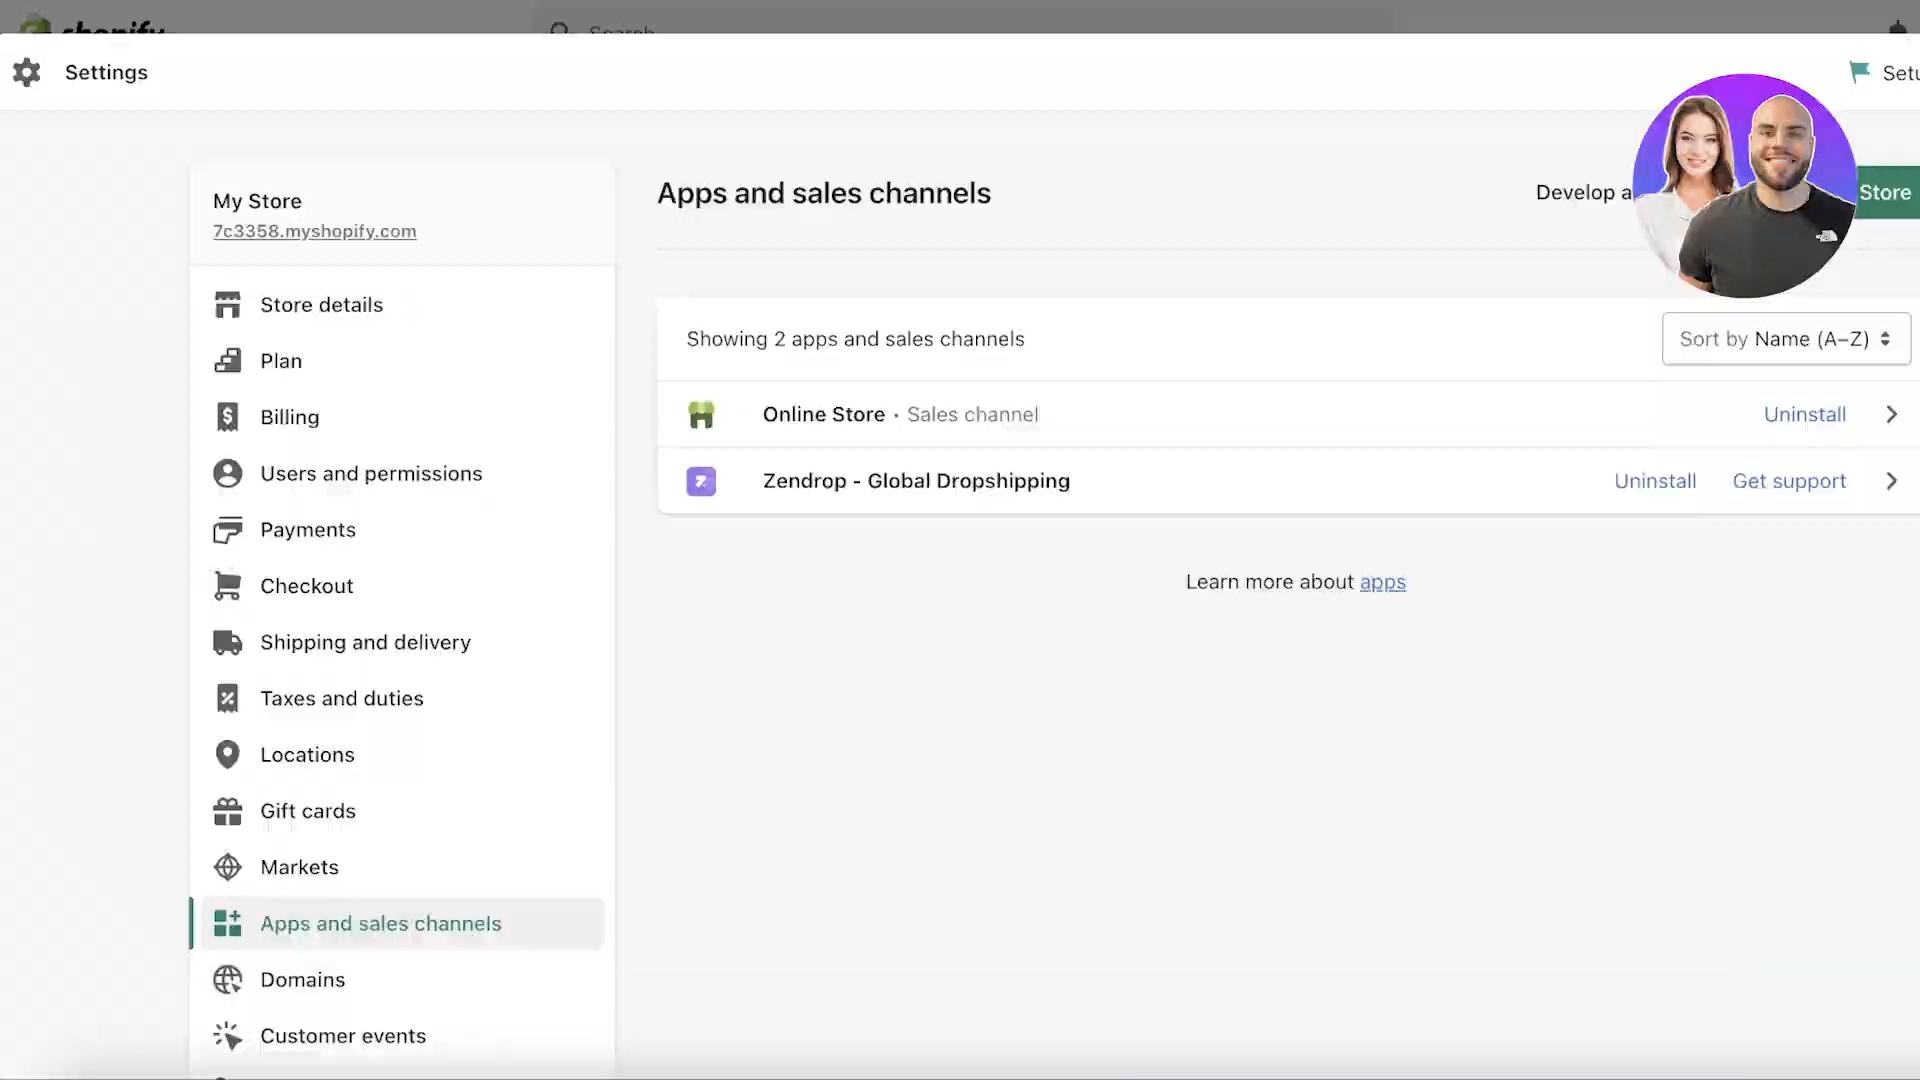 shopify
Search
Settings
My Store
7c3358.myshopify.com
Store details
Plan
Billing
Users and permissions
Payments
Checkout
Shipping and delivery
Taxes and duties
Locations
Gift cards
Markets
Apps and sales channels
Domains
Customer events
Apps and sales channels
Develop
Store
Showing 2 apps and sales channels
Sort by Name (A–Z)
Online Store • Sales channel
Uninstall
Zendrop - Global Dropshipping
Uninstall
Get support
Learn more about apps